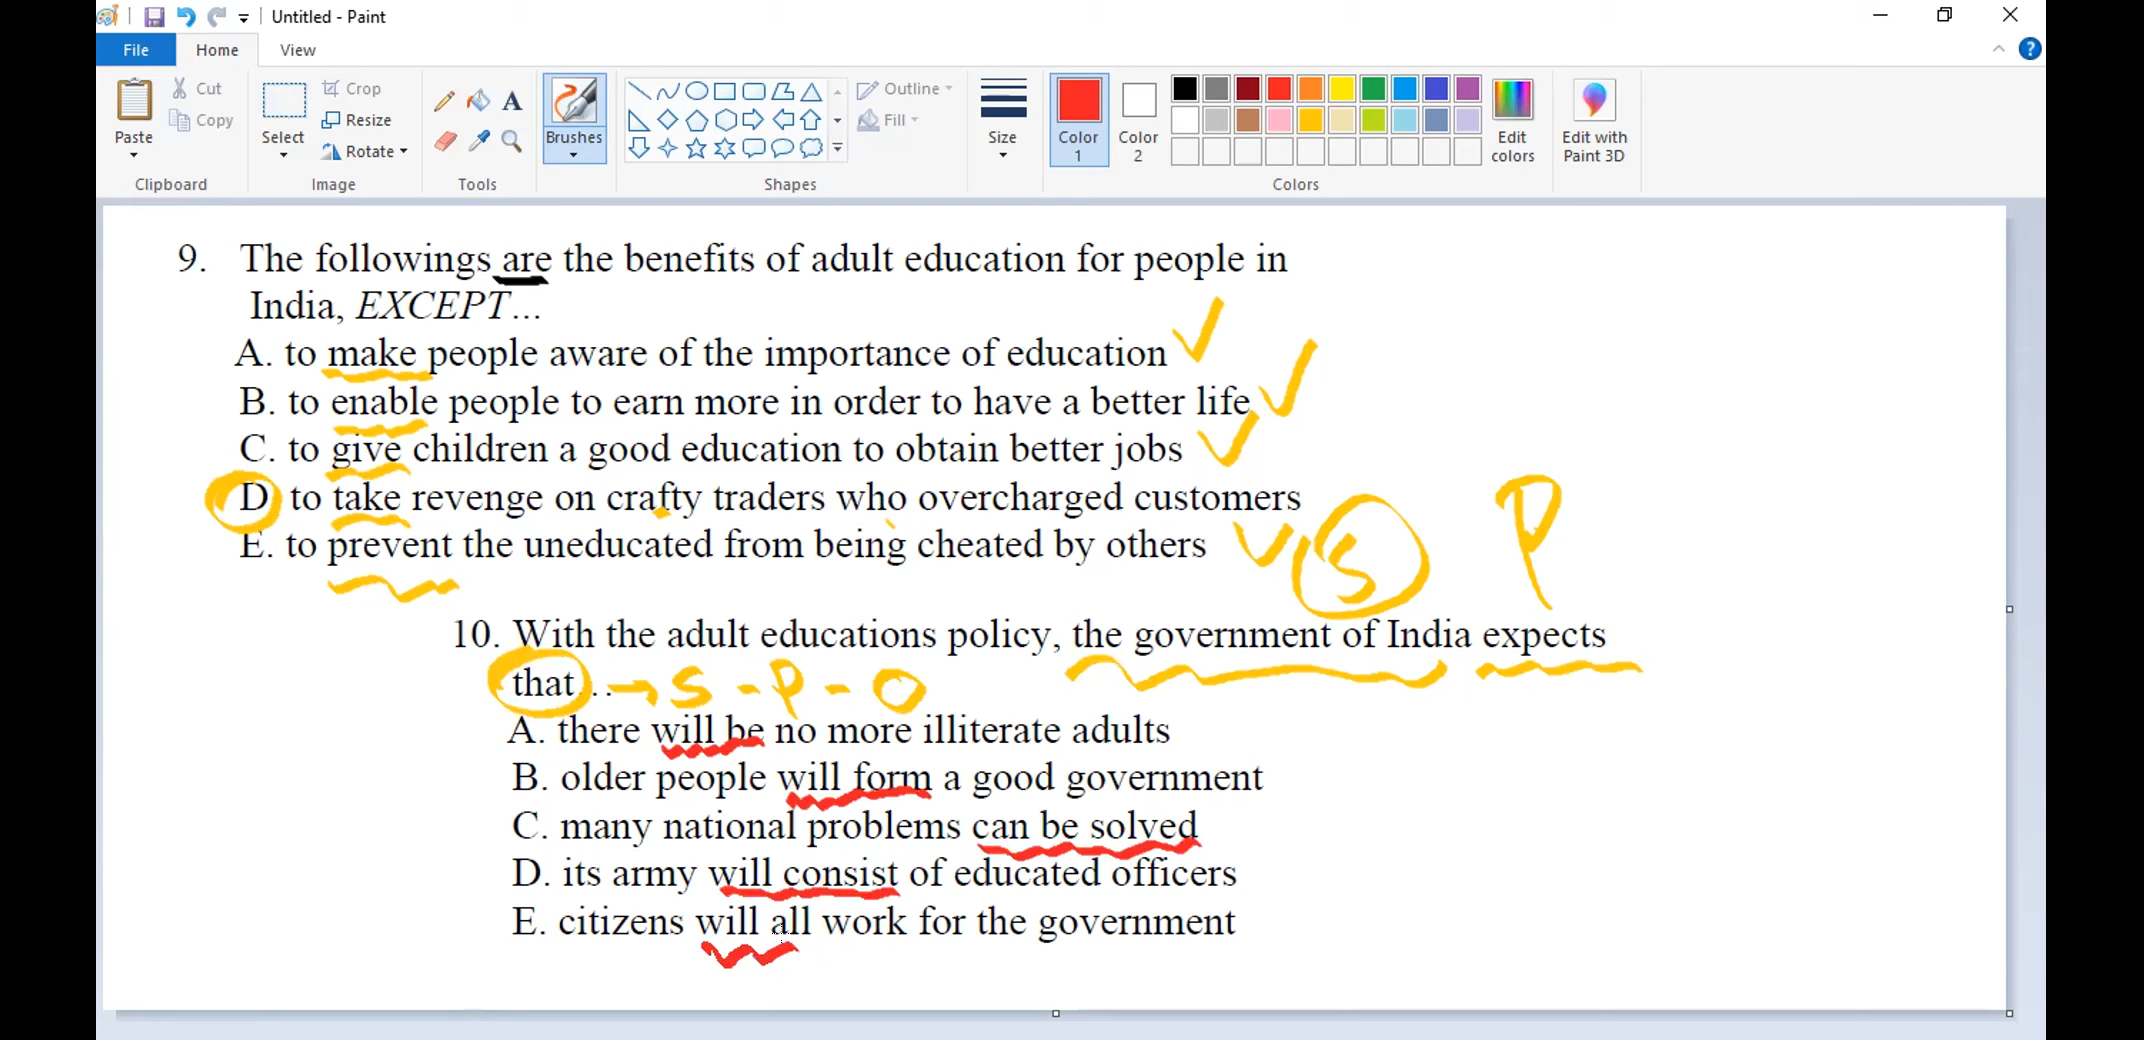 Untitled - Paint
File Home View
Paste
Cut
Copy
Clipboard
Select
Crop
Resize
Rotate
Image
A
Tools
Brushes
Outline
Fill
Shapes
Size
Color 1
Color 2
Colors
Edit colors
Edit with Paint 3D
9. The followings are the benefits of adult education for people in
India, EXCEPT...
A. to make people aware of the importance of education
B. to enable people to earn more in order to have a better life
C. to give children a good education to obtain better jobs
D to take revenge on crafty traders who overcharged customers
E. to prevent the uneducated from being cheated by others
S P
10. With the adult educations policy, the government of India expects
that... → S - P - O
A. there will be no more illiterate adults
B. older people will form a good government
C. many national problems can be solved
D. its army will consist of educated officers
E. citizens will all work for the government